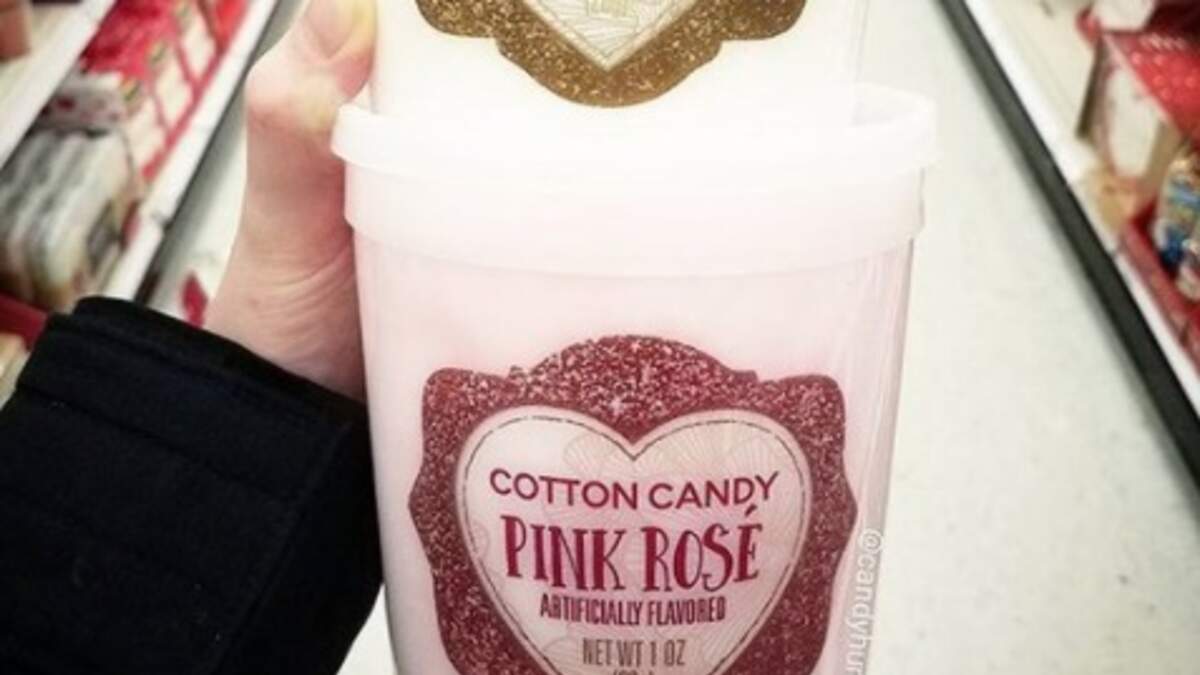 COTTON CANDY
PINK ROSÉ
ARTIFICIALLY FLAVORED
NET WT 1 OZ